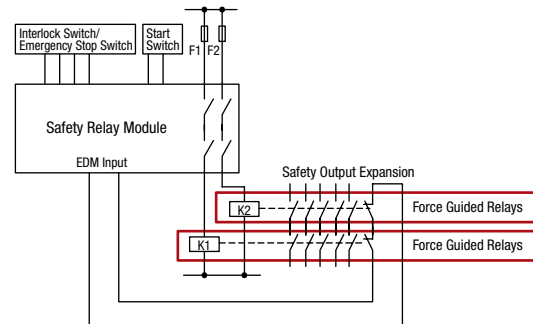 Interlock Switch/
Emergency Stop Switch
Start
Switch
F1 F2
Safety Relay Module
EDM Input
Safety Output Expansion
K2
Force Guided Relays
K1
Force Guided Relays